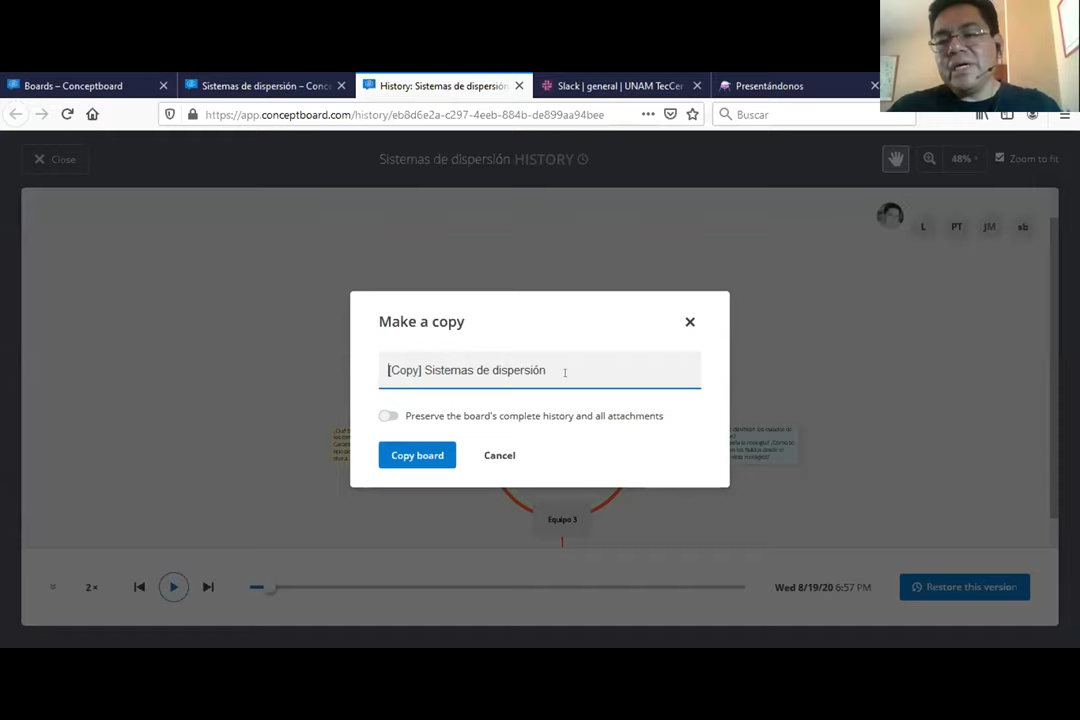 Boards – Conceptboard
Sistemas de dispersión – Conc
History: Sistemas de dispersión
Slack | general | UNAM TecCer
Presentándonos
https://app.conceptboard.com/history/eb8d6e2a-c297-4eeb-884b-de899aa94bee
Buscar
Close
Sistemas de dispersión HISTORY
48%
Zoom to fit
L
PT
JM
sb
Make a copy
[Copy] Sistemas de dispersión
Preserve the board's complete history and all attachments
Copy board
Cancel
Equipo 3
2×
Wed 8/19/20 6:57 PM
Restore this version